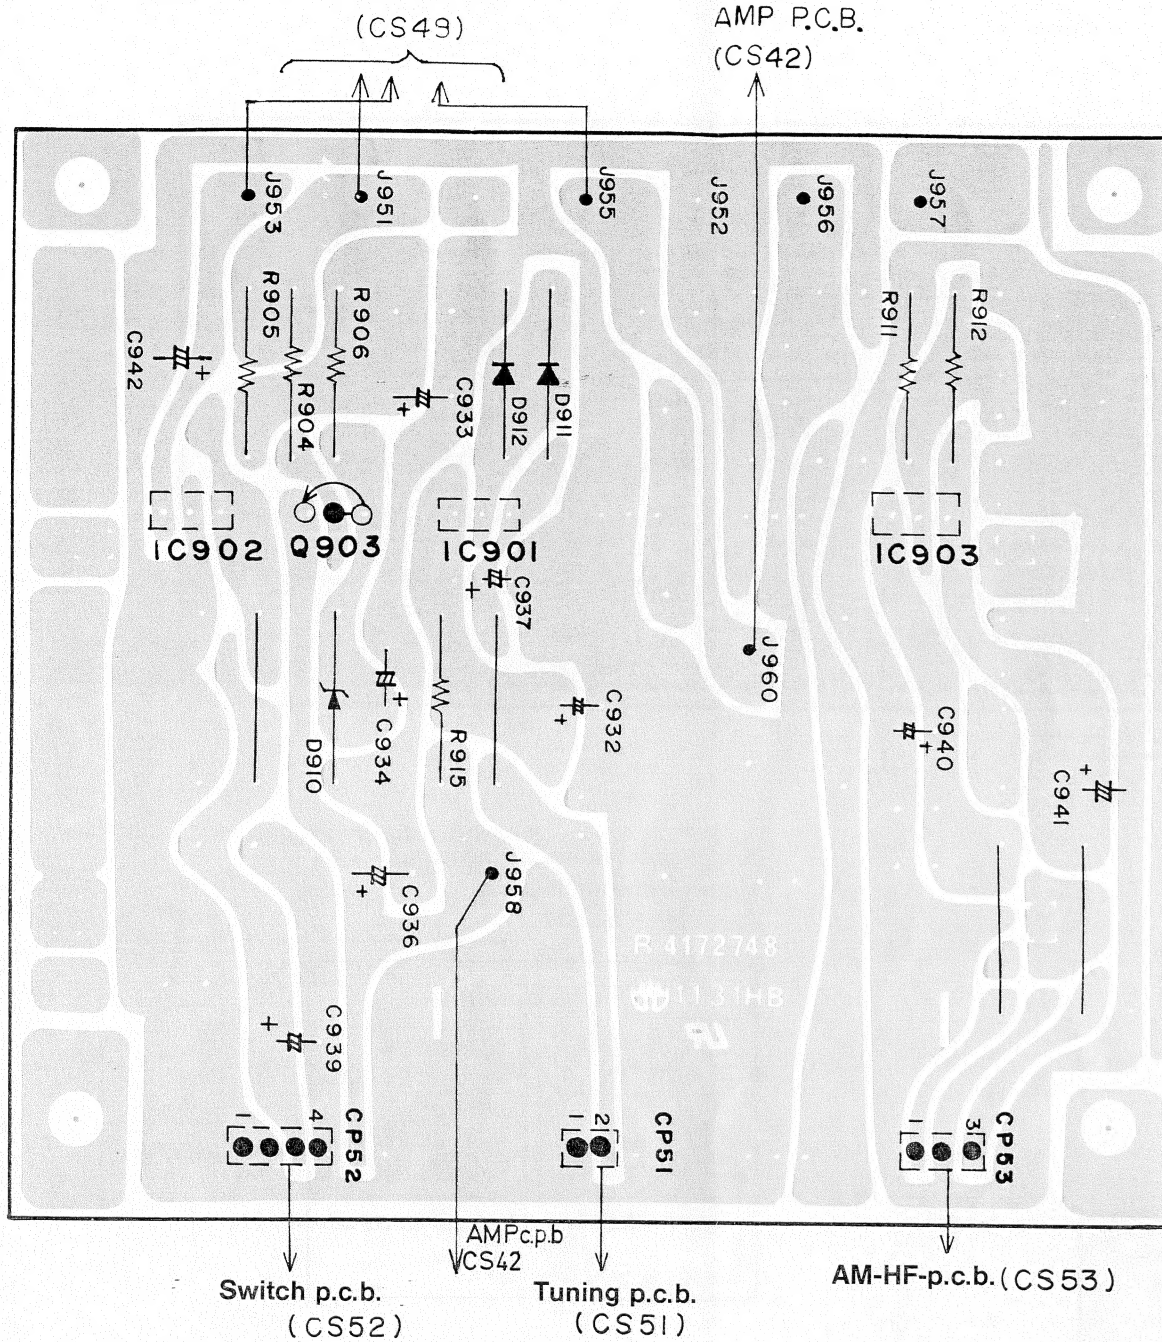 (CS49)
AMP P.C.B.
(CS42)
J953
J951
J955
J952
J956
J957
R905
R906
R904
C942
C933
D912
D911
R911
R912
IC902
Q903
IC901
IC903
C937
J960
D910
C934
R915
C932
C940
C941
C936
J958
R 4172748
1131HB
C939
1 4
CP52
1 2
CP51
1 3
CP53
AMPc.p.b
CS42
Switch p.c.b.
(CS52)
Tuning p.c.b.
(CS51)
AM-HF-p.c.b. (CS53)